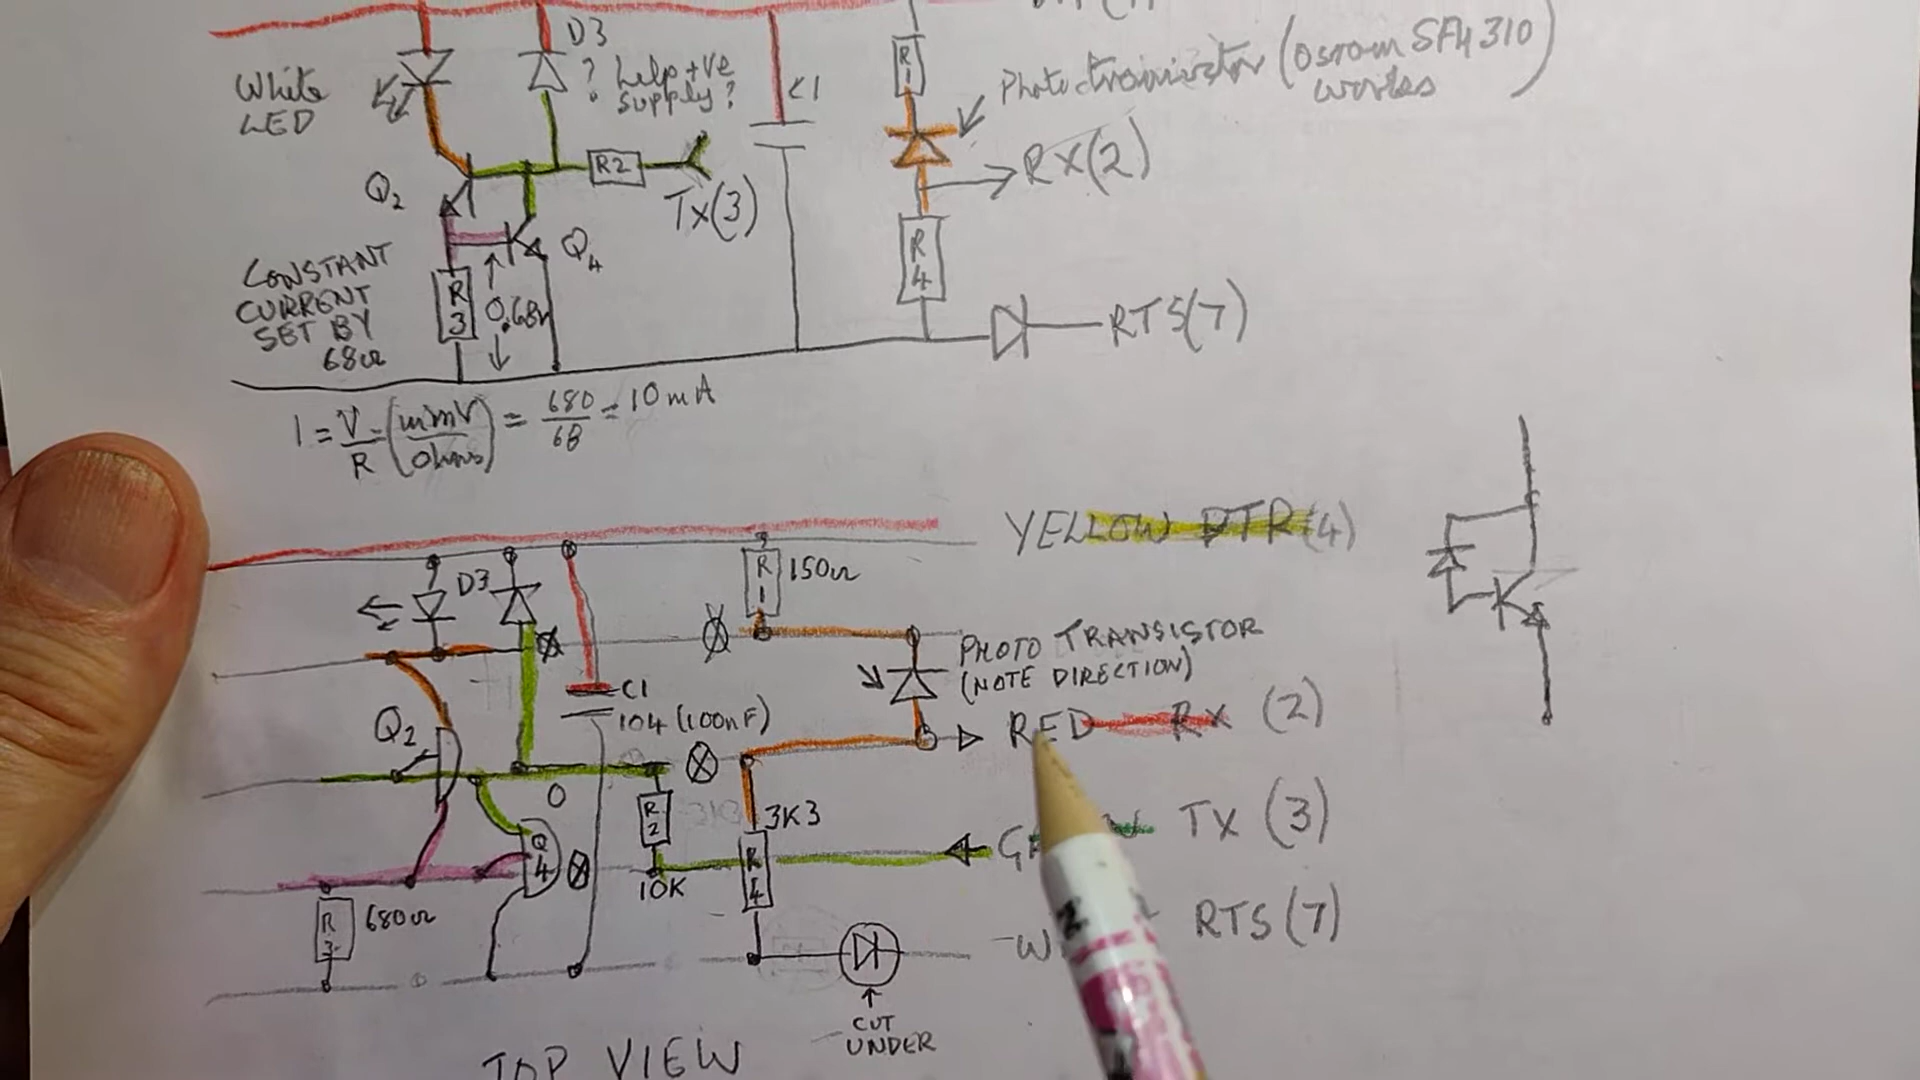 D3
White
LED
? help +ve
? supply?
C1
R1
Phototransistor (Osram SFH 310)
works
Q2
R2
Tx(3)
RX(2)
Q4
CONSTANT
CURRENT
SET BY
68Ω
R3
0.68v
R4
RTS(7)
I = V/R = (mV/ohms) = 680/68 = 10mA
YELLOW DTR(4)
D3
R1
150Ω
PHOTO TRANSISTOR
(NOTE DIRECTION)
C1
104 (100nF)
RED RX (2)
Q2
O
R2
3K3
TX (3)
Q4
10K
R4
R3
680Ω
RTS(7)
CUT
UNDER
TOP VIEW